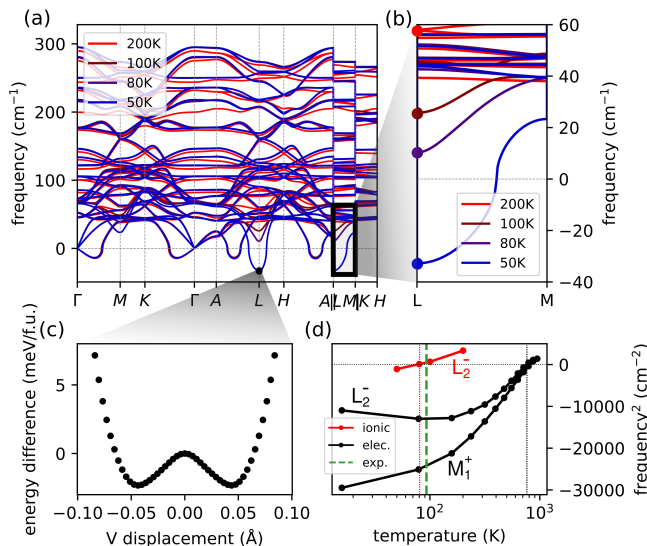 (a)
(b)
frequency (cm⁻¹)
300
200
100
0
200K
100K
80K
50K
Γ M K Γ A L H A|L M|K H
60
40
20
0
−20
−40
frequency (cm⁻¹)
200K
100K
80K
50K
L M
(c)
(d)
energy difference (meV/f.u.)
5
0
−0.10 −0.05 0.00 0.05 0.10
V displacement (Å)
L₂⁻
L₂⁻
M₁⁺
ionic
elec.
exp.
0
−10000
−20000
−30000
frequency² (cm⁻²)
10² 10³
temperature (K)